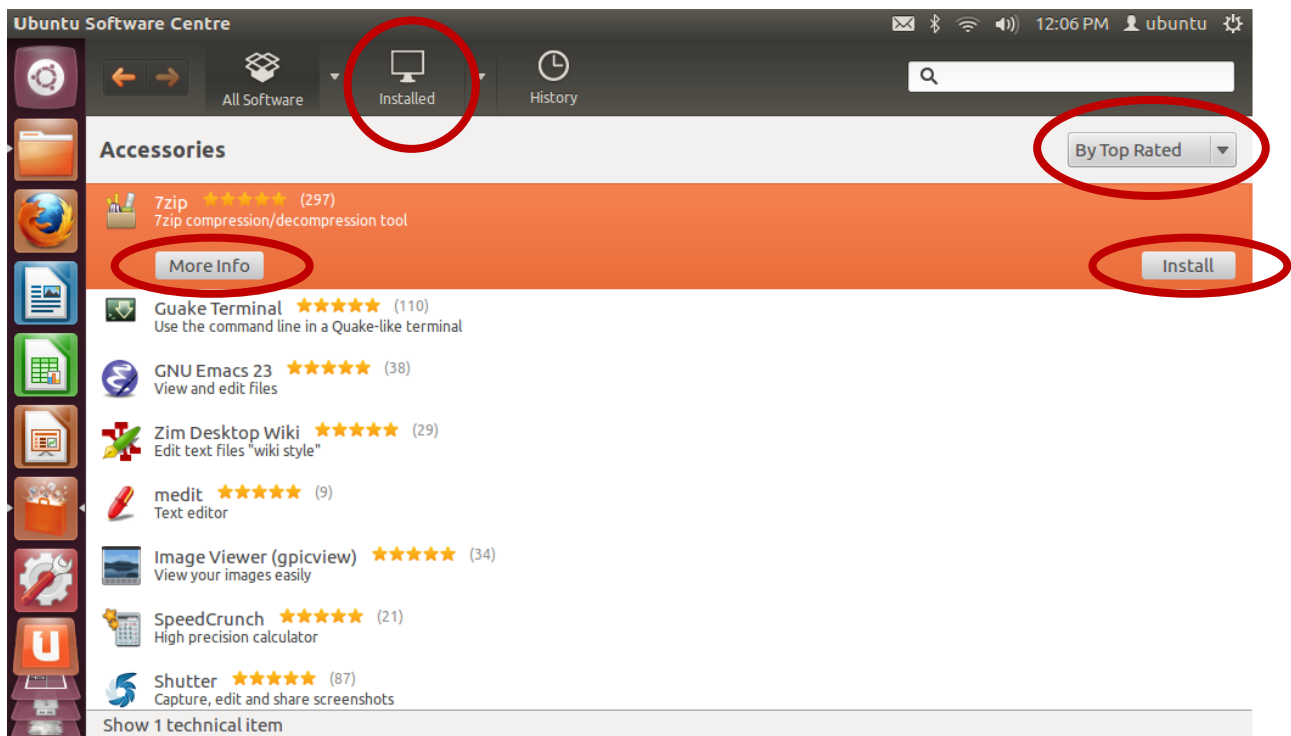 Ubuntu Software Centre 12:06 PM ubuntu
All Software Installed History
Accessories By Top Rated
7zip (297)
7zip compression/decompression tool
More Info Install
Guake Terminal (110)
Use the command line in a Quake-like terminal
GNU Emacs 23 (38)
View and edit files
Zim Desktop Wiki (29)
Edit text files "wiki style"
medit (9)
Text editor
Image Viewer (gpicview) (34)
View your images easily
SpeedCrunch (21)
High precision calculator
Shutter (87)
Capture, edit and share screenshots
Show 1 technical item